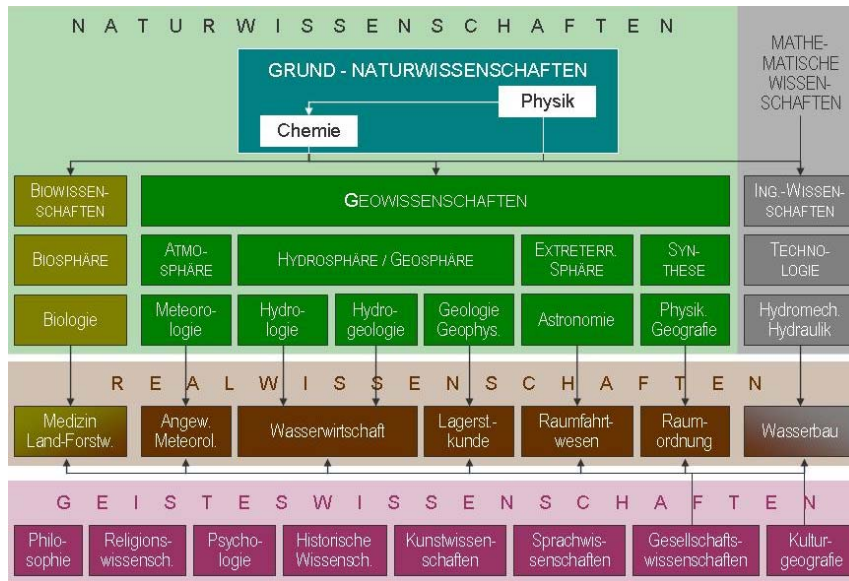 N A T U R W I S S E N S C H A F T E N
MATHE-
MATISCHE
WISSEN-
SCHAFTEN
GRUND - NATURWISSENSCHAFTEN
Physik
Chemie
BIOWISSEN-
SCHAFTEN
GEOWISSENSCHAFTEN
ING.-WISSEN-
SCHAFTEN
BIOSPHÄRE
ATMO-
SPHÄRE
HYDROSPHÄRE / GEOSPHÄRE
EXTRETERR.
SPHÄRE
SYN-
THESE
TECHNO-
LOGIE
Biologie
Meteoro-
logie
Hydro-
logie
Hydro-
geologie
Geologie
Geophys.
Astronomie
Physik.
Geografie
Hydromech.
Hydraulik
R E A L W I S S E N S C H A F T E N
Medizin
Land-Forstw.
Angew.
Meteorol.
Wasserwirtschaft
Lagerst.-
kunde
Raumfahrt-
wesen
Raum-
ordnung
Wasserbau
G E I S T E S W I S S E N S C H A F T E N
Philo-
sophie
Religions-
wissensch.
Psycho-
logie
Historische
Wissensch.
Kunstwissen-
schaften
Sprachwis-
senschaften
Gesellschafts-
wissenschaften
Kultur-
geografie